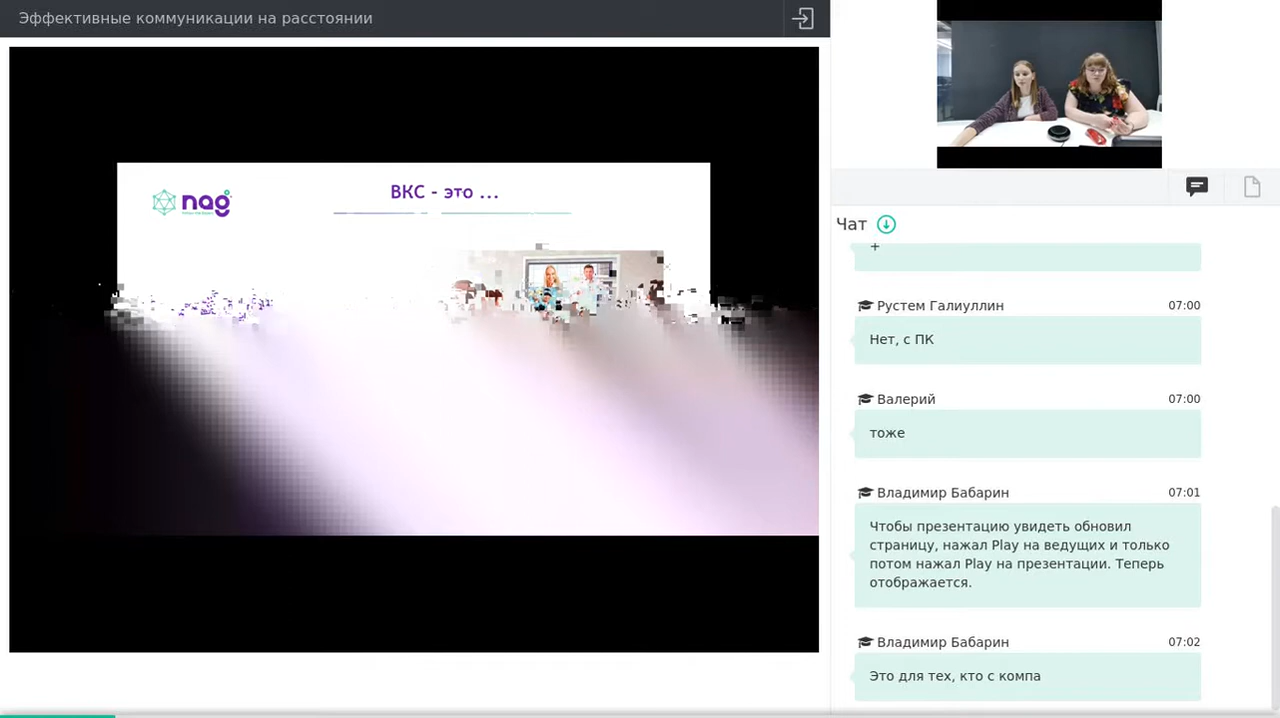 Эффективные коммуникации на расстоянии
nag
ВКС - это ...
Чат
+
Рустем Галиуллин 07:00
Нет, с ПК
Валерий 07:00
тоже
Владимир Бабарин 07:01
Чтобы презентацию увидеть обновил
страницу, нажал Play на ведущих и только
потом нажал Play на презентации. Теперь
отображается.
Владимир Бабарин 07:02
Это для тех, кто с компа